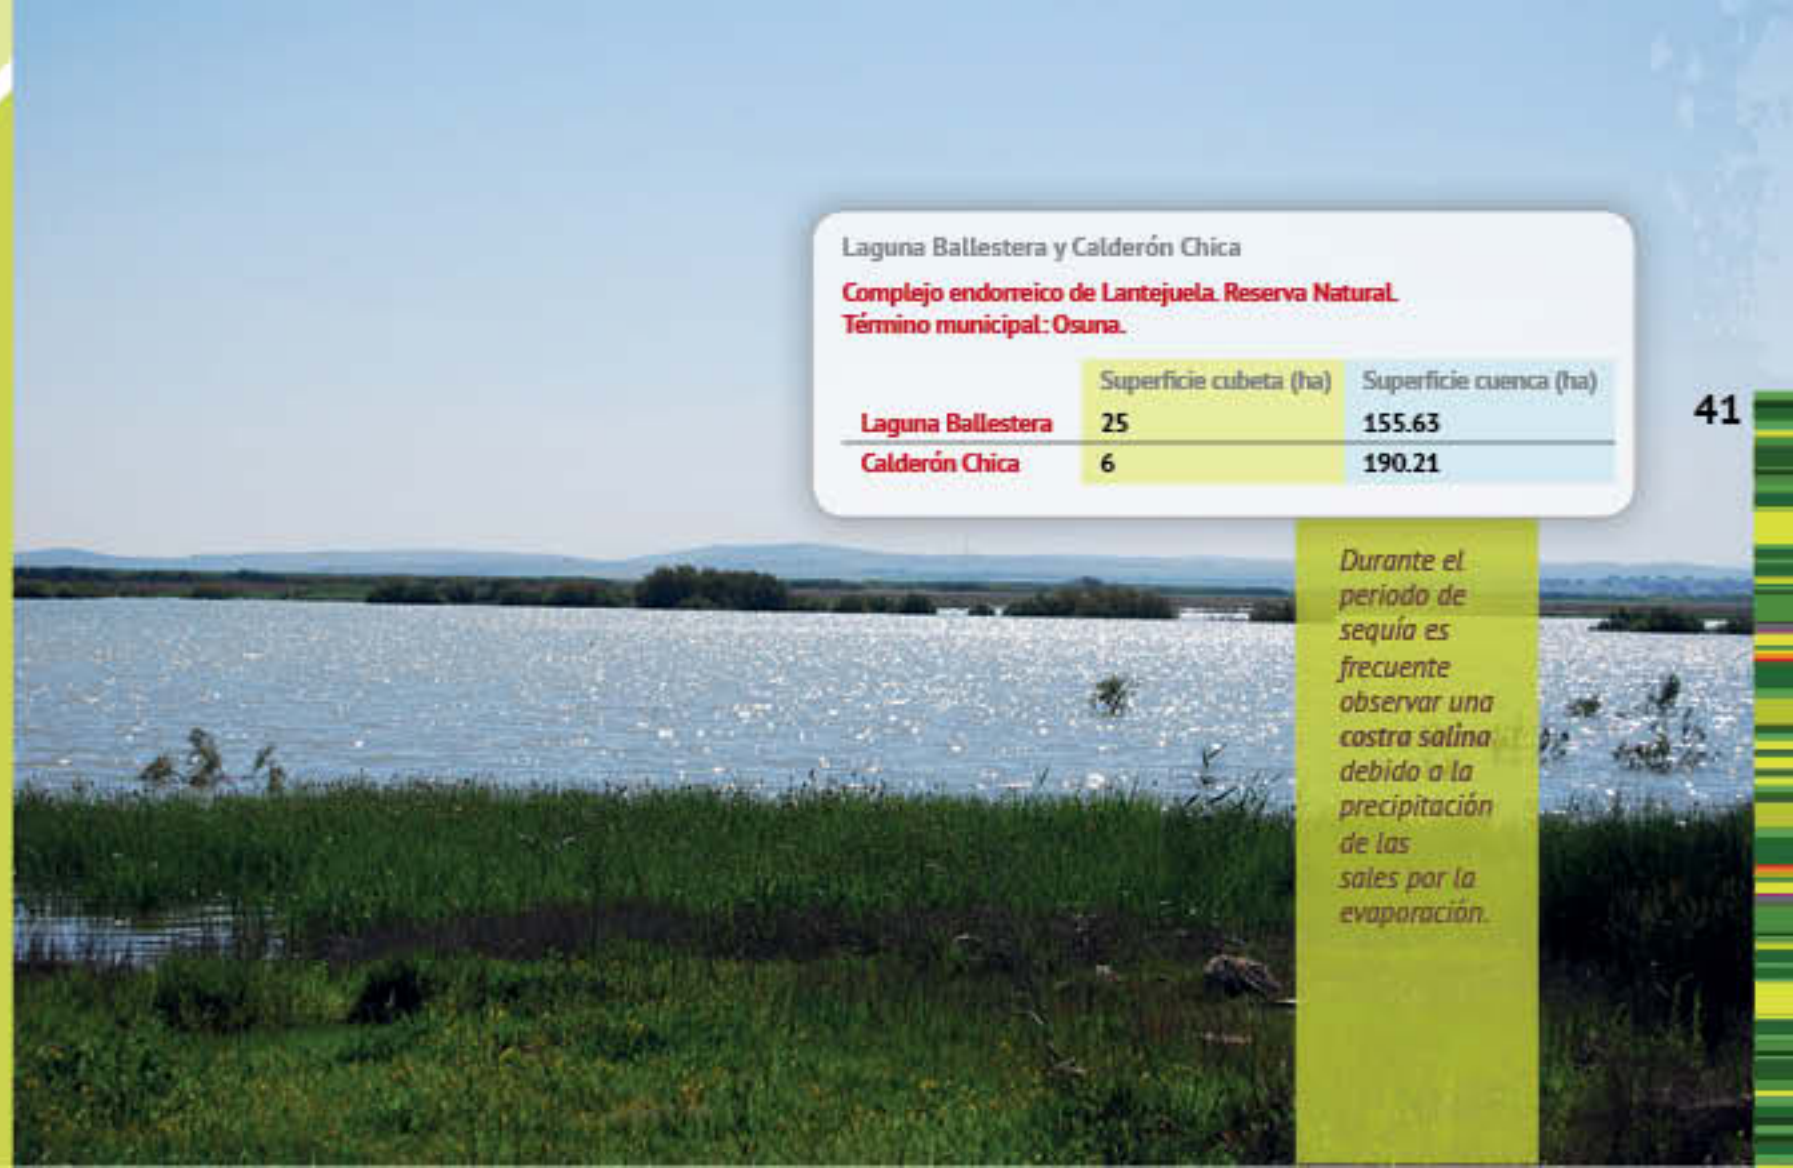 Laguna Ballestera y Calderón Chica
Complejo endorreico de Lantejuela. Reserva Natural.
Término municipal: Osuna.
Superficie cubeta (ha) Superficie cuenca (ha)
Laguna Ballestera 25 155.63
Calderón Chica 6 190.21
41
Durante el
periodo de
sequía es
frecuente
observar una
costra salina
debido a la
precipitación
de las
sales por la
evaporación.